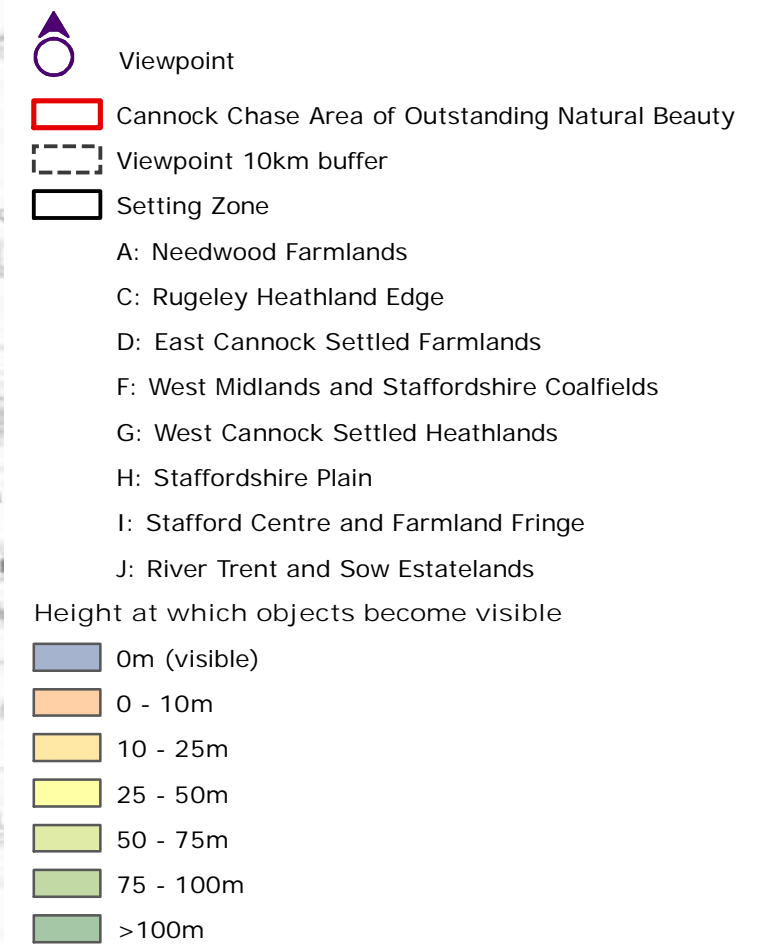 Viewpoint
Cannock Chase Area of Outstanding Natural Beauty
Viewpoint 10km buffer
Setting Zone
A: Needwood Farmlands
C: Rugeley Heathland Edge
D: East Cannock Settled Farmlands
F: West Midlands and Staffordshire Coalfields
G: West Cannock Settled Heathlands
H: Staffordshire Plain
I: Stafford Centre and Farmland Fringe
J: River Trent and Sow Estatelands
Height at which objects become visible
0m (visible)
0 - 10m
10 - 25m
25 - 50m
50 - 75m
75 - 100m
>100m